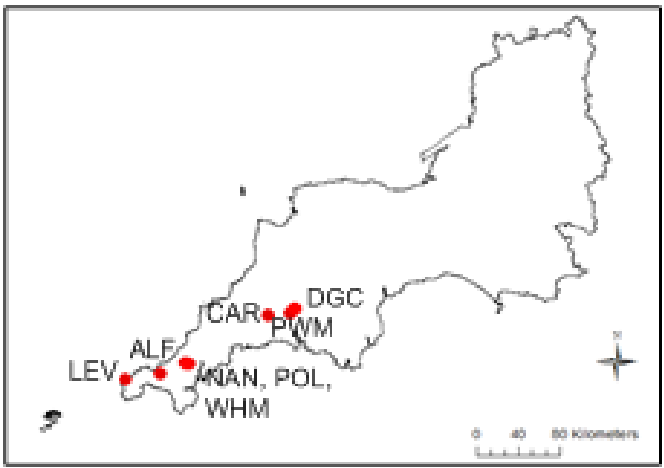 DGC
CAR
PWM
ALF
LEV
NAN, POL,
WHM
N
0 40 80 Kilometers